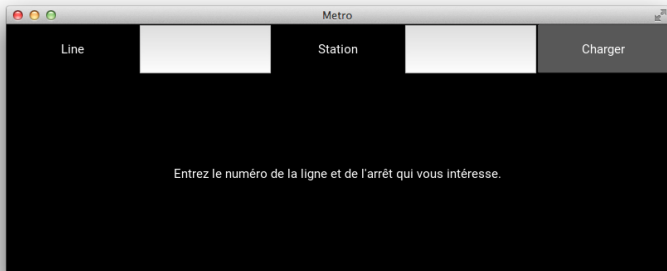 Metro
Line
Station
Charger
Entrez le numéro de la ligne et de l'arrêt qui vous intéresse.